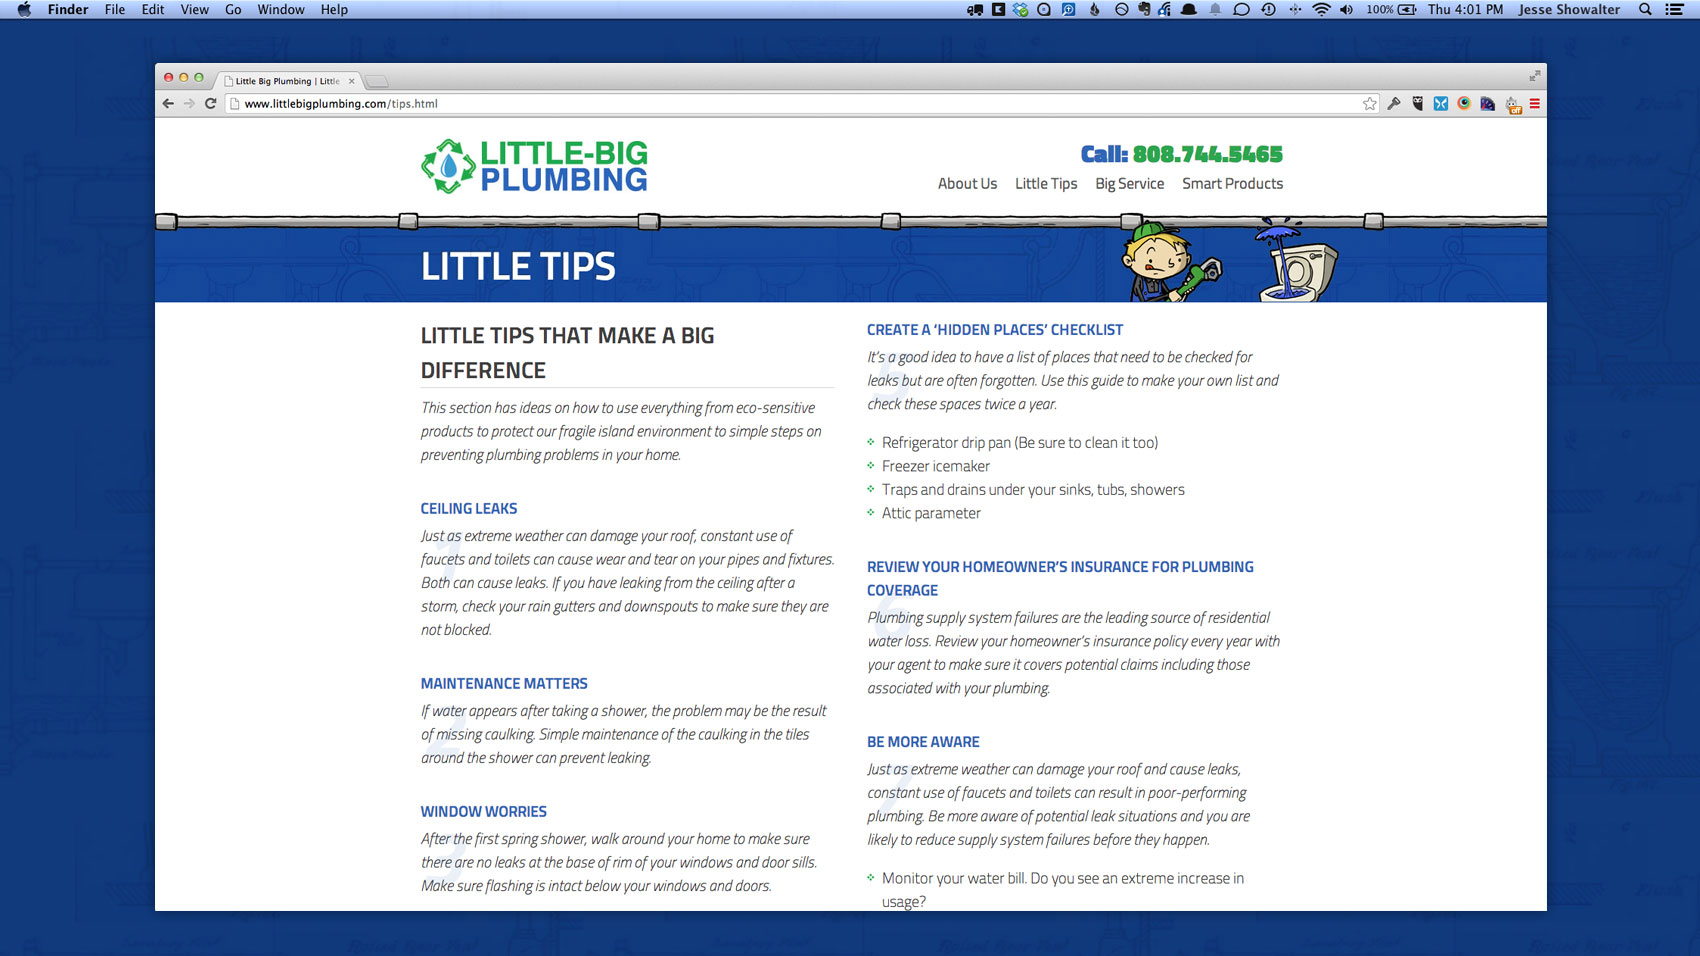 Finder File Edit View Go Window Help
100% Thu 4:01 PM Jesse Showalter
Little Big Plumbing | Little
www.littlebigplumbing.com/tips.html
LITTLE-BIG
PLUMBING
Call: 808.744.5465
About Us Little Tips Big Service Smart Products
LITTLE TIPS
LITTLE TIPS THAT MAKE A BIG
DIFFERENCE
This section has ideas on how to use everything from eco-sensitive
products to protect our fragile island environment to simple steps on
preventing plumbing problems in your home.
CEILING LEAKS
1
Just as extreme weather can damage your roof, constant use of
faucets and toilets can cause wear and tear on your pipes and fixtures.
Both can cause leaks. If you have leaking from the ceiling after a
storm, check your rain gutters and downspouts to make sure they are
not blocked.
MAINTENANCE MATTERS
2
If water appears after taking a shower, the problem may be the result
of missing caulking. Simple maintenance of the caulking in the tiles
around the shower can prevent leaking.
WINDOW WORRIES
3
After the first spring shower, walk around your home to make sure
there are no leaks at the base of rim of your windows and door sills.
Make sure flashing is intact below your windows and doors.
CREATE A ‘HIDDEN PLACES’ CHECKLIST
5
It's a good idea to have a list of places that need to be checked for
leaks but are often forgotten. Use this guide to make your own list and
check these spaces twice a year.
Refrigerator drip pan (Be sure to clean it too)
Freezer icemaker
Traps and drains under your sinks, tubs, showers
Attic parameter
REVIEW YOUR HOMEOWNER’S INSURANCE FOR PLUMBING
COVERAGE
6
Plumbing supply system failures are the leading source of residential
water loss. Review your homeowner’s insurance policy every year with
your agent to make sure it covers potential claims including those
associated with your plumbing.
BE MORE AWARE
7
Just as extreme weather can damage your roof and cause leaks,
constant use of faucets and toilets can result in poor-performing
plumbing. Be more aware of potential leak situations and you are
likely to reduce supply system failures before they happen.
Monitor your water bill. Do you see an extreme increase in
usage?